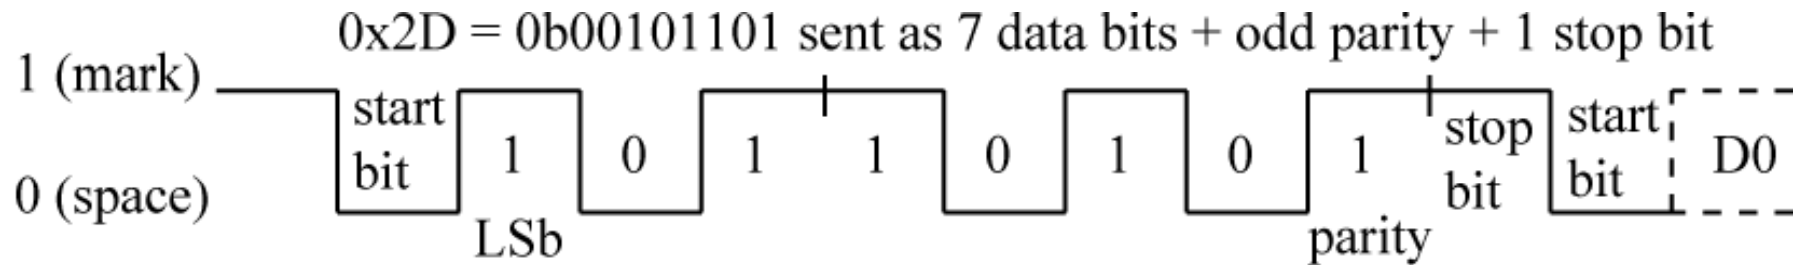 0x2D = 0b00101101 sent as 7 data bits + odd parity + 1 stop bit
1 (mark)
0 (space)
start
bit
1
0
1
1
0
1
0
1
stop
bit
start
bit
D0
LSb
parity